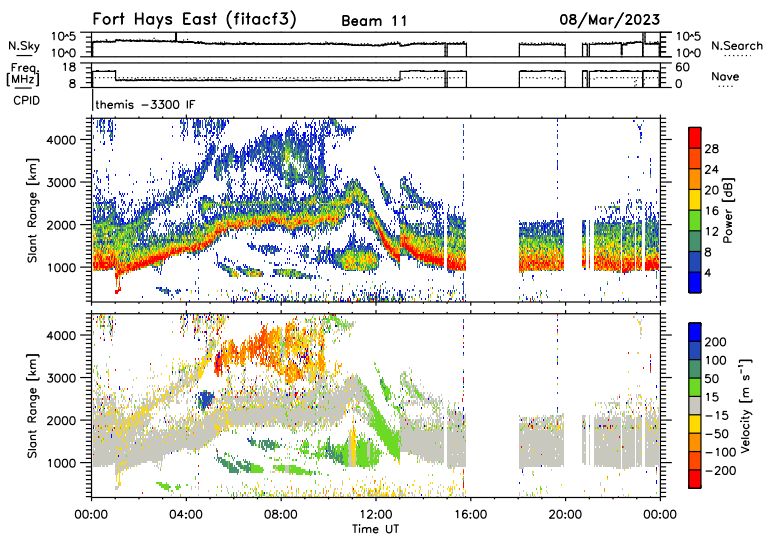 Fort Hays East (fitacf3) Beam 11 08/Mar/2023
N.Sky 10^5 10^0 10^5 10^0 N.Search
Freq. [MHz] 18 8 60 0 Nave
CPID themis -3300 IF
Slant Range [km] 4000 3000 2000 1000
Power [dB] 28 24 20 16 12 8 4
Slant Range [km] 4000 3000 2000 1000
Velocity [m s⁻¹] 200 100 50 15 -15 -50 -100 -200
00:00 04:00 08:00 12:00 16:00 20:00 00:00
Time UT